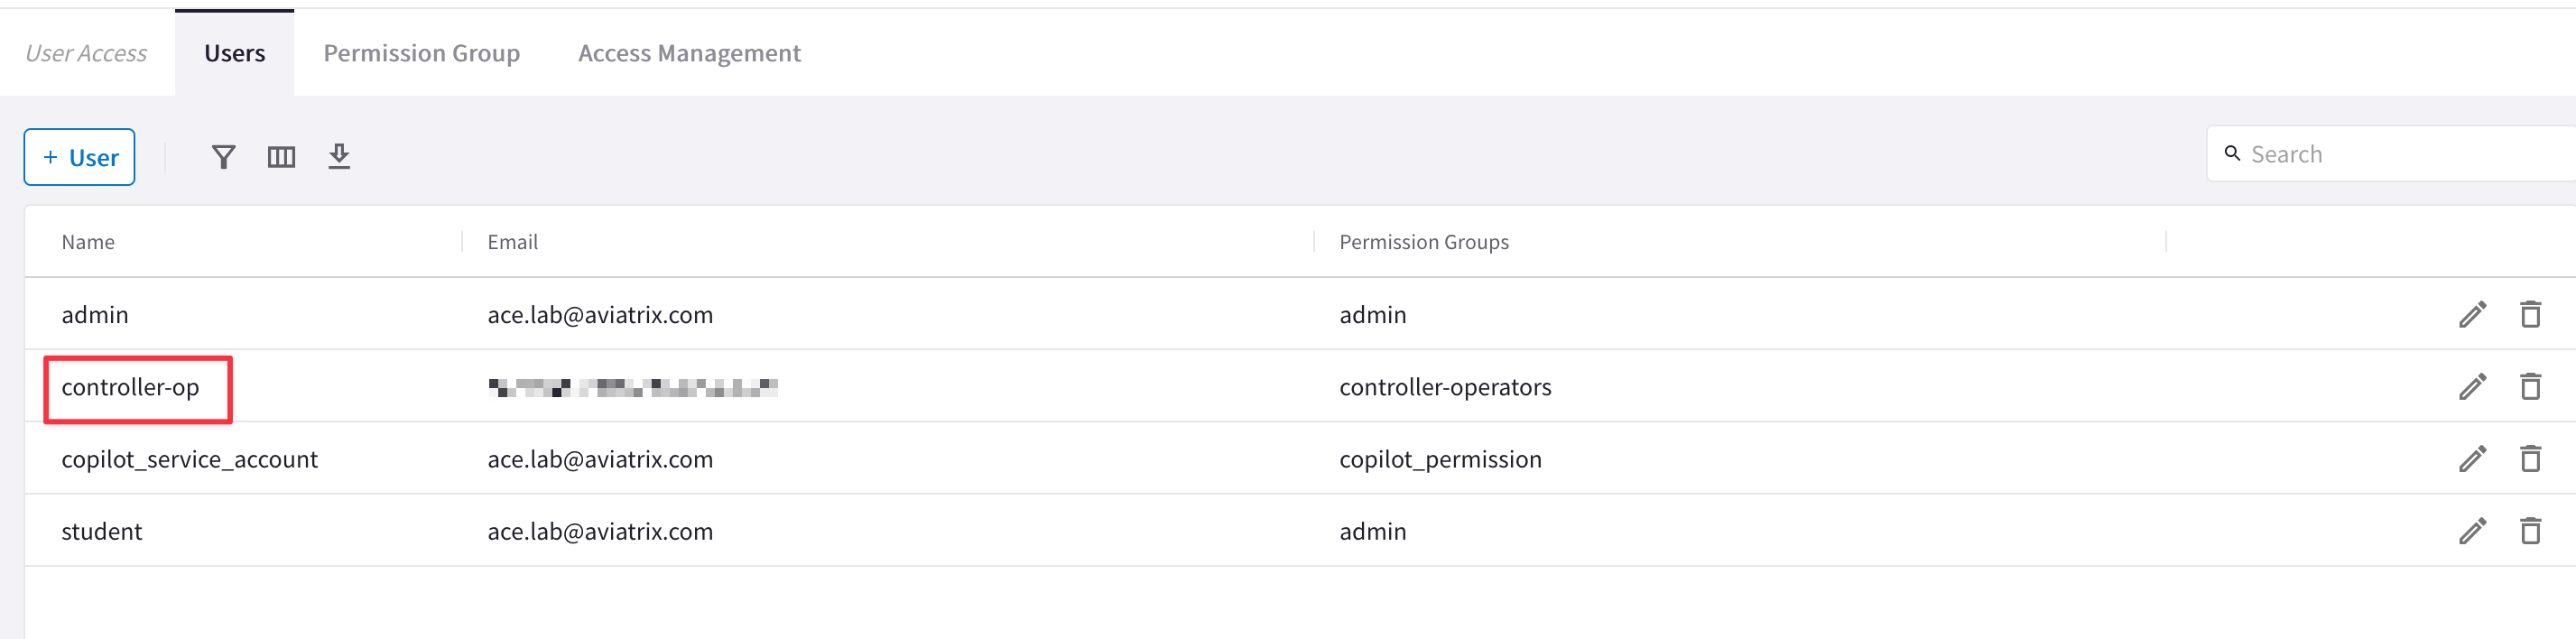 User Access Users Permission Group Access Management
+ User Search
Name Email Permission Groups
admin ace.lab@aviatrix.com admin
controller-op controller-operators
copilot_service_account ace.lab@aviatrix.com copilot_permission
student ace.lab@aviatrix.com admin